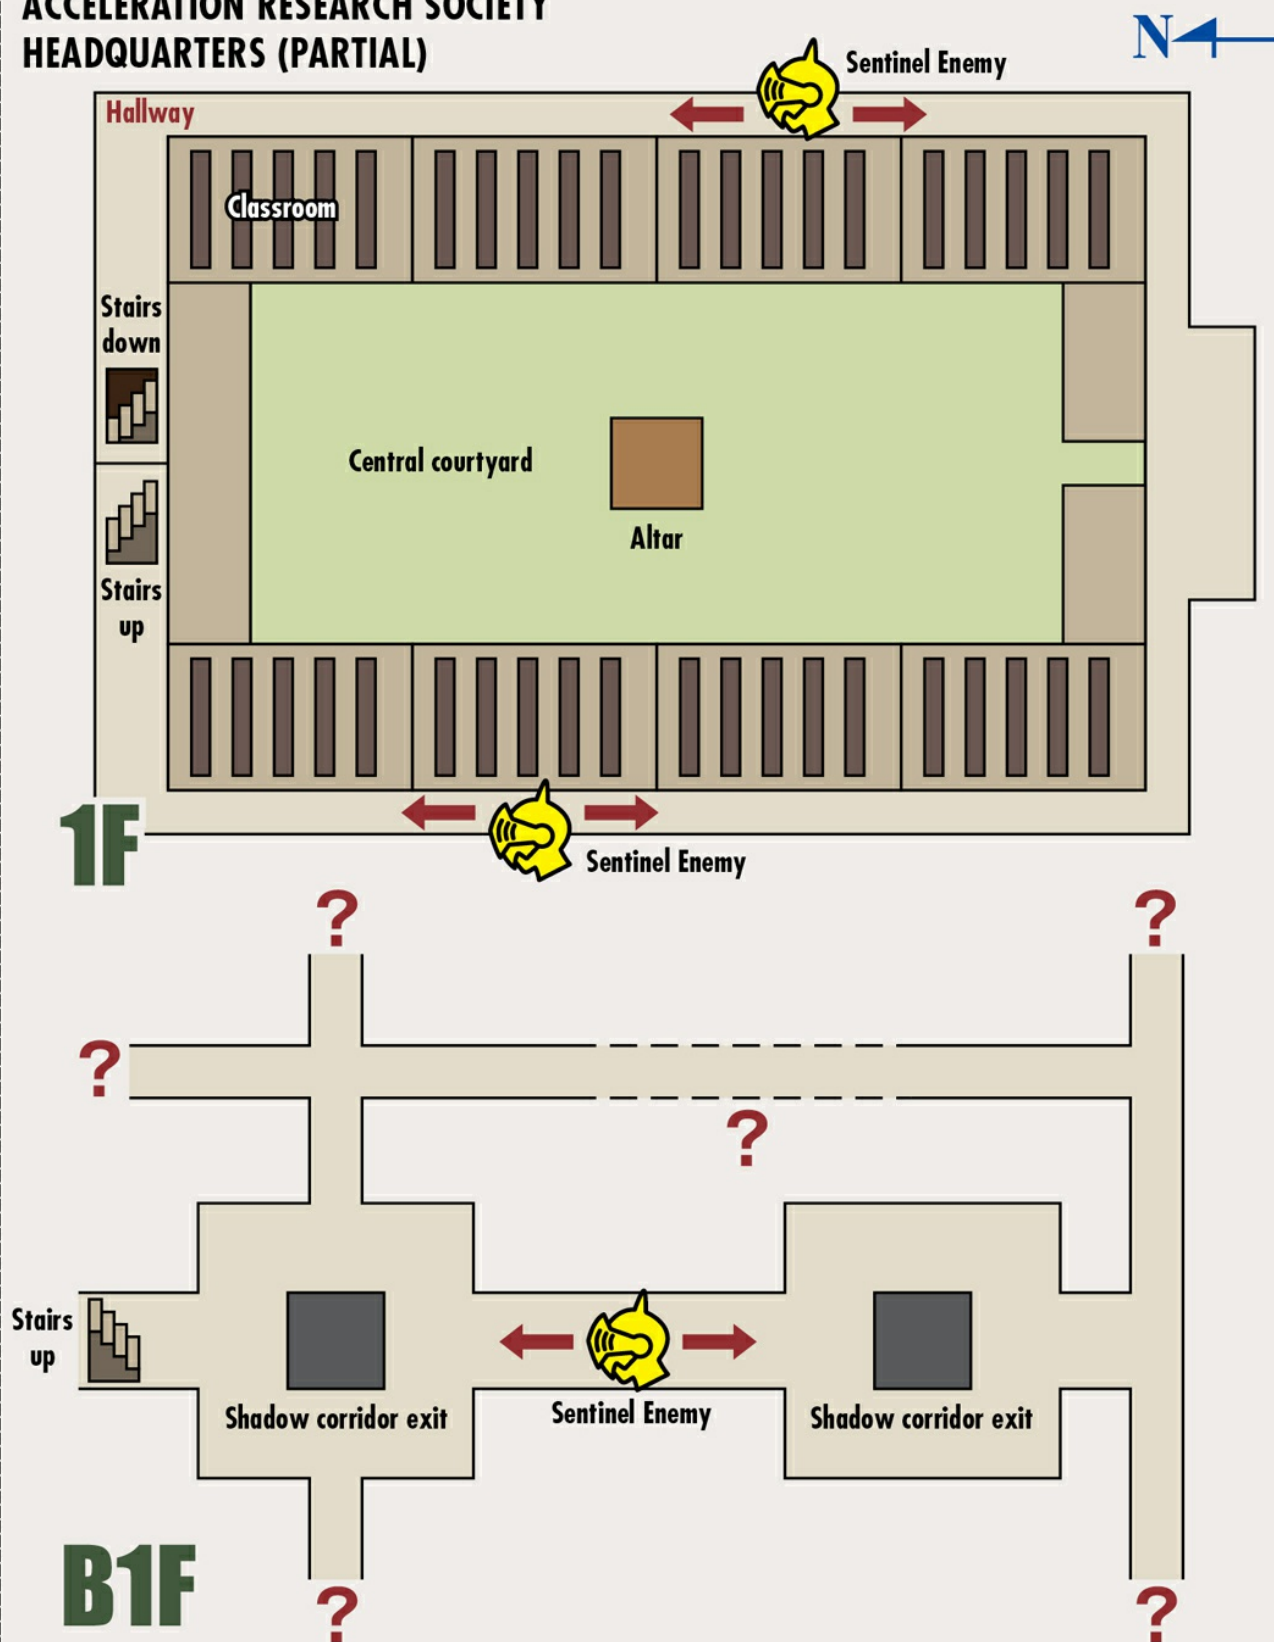 ACCELERATION RESEARCH SOCIETY
HEADQUARTERS (PARTIAL)
N
Sentinel Enemy
Hallway
Classroom
Stairs
down
Central courtyard
Altar
Stairs
up
1F
Sentinel Enemy
?
?
?
?
Stairs
up
Shadow corridor exit
Sentinel Enemy
Shadow corridor exit
B1F
?
?